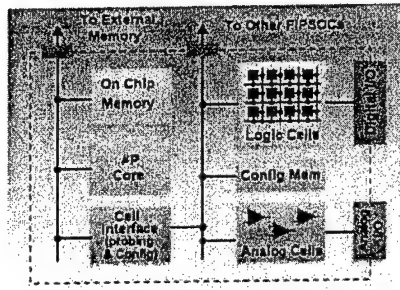 To External
Memory
To Other FIPSOCs
On Chip
Memory
Logic Cells
Digital I/O
µP
Core
Config Mem
Cell
Interface
(probing
& Config)
Analog Cells
Analog
I/O